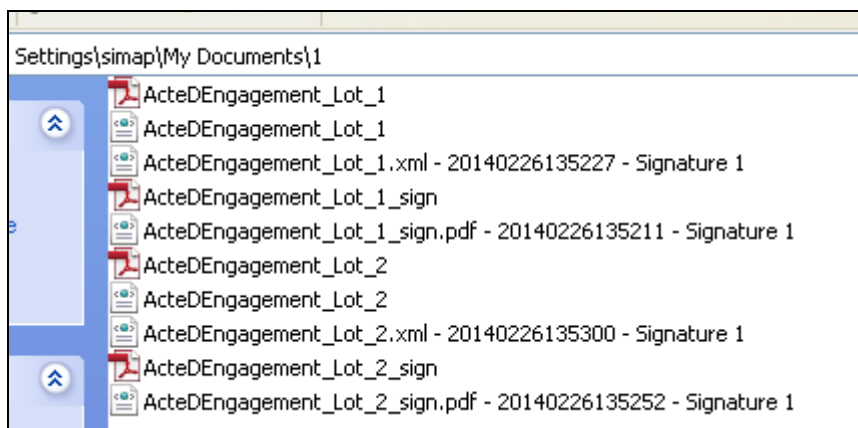 Settings\simap\My Documents\1
ActeDEngagement_Lot_1
ActeDEngagement_Lot_1
ActeDEngagement_Lot_1.xml - 20140226135227 - Signature 1
ActeDEngagement_Lot_1_sign
ActeDEngagement_Lot_1_sign.pdf - 20140226135211 - Signature 1
ActeDEngagement_Lot_2
ActeDEngagement_Lot_2
ActeDEngagement_Lot_2.xml - 20140226135300 - Signature 1
ActeDEngagement_Lot_2_sign
ActeDEngagement_Lot_2_sign.pdf - 20140226135252 - Signature 1